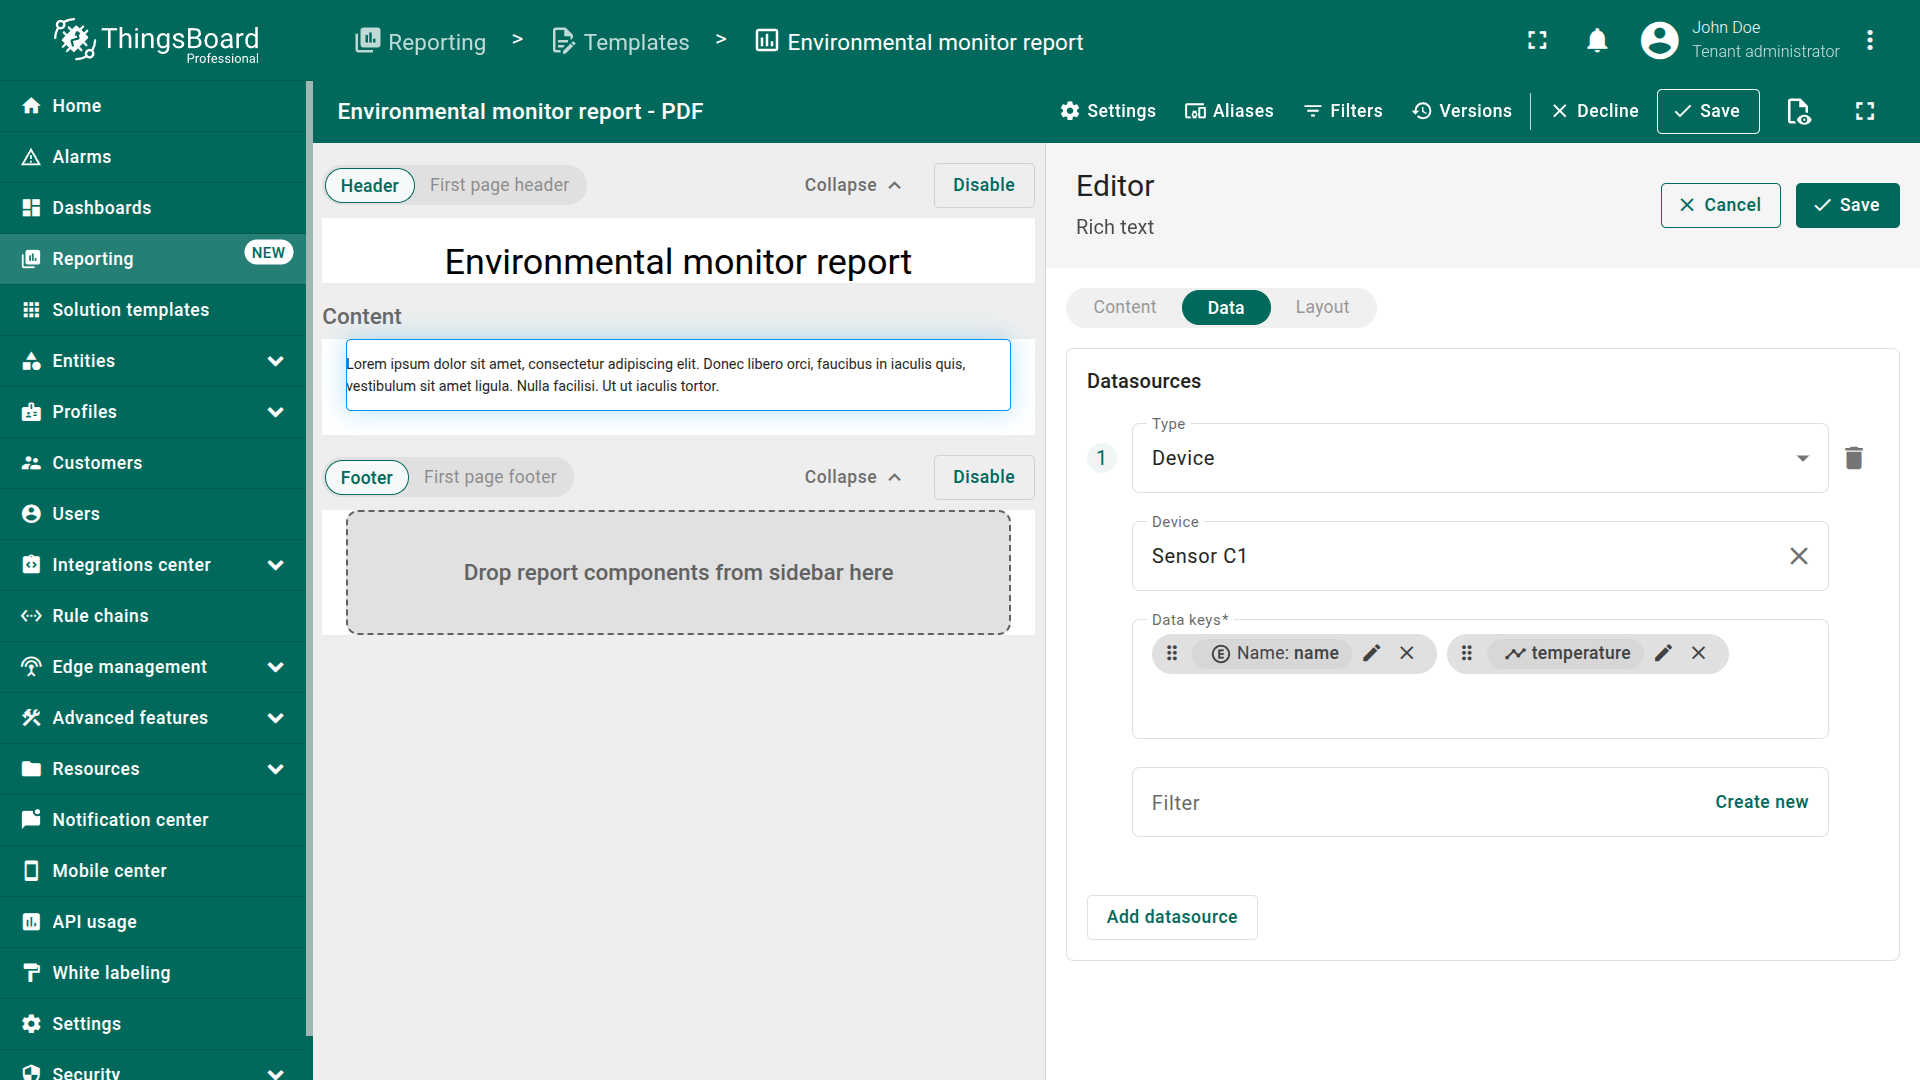 ThingsBoard
Professional
Reporting > Templates > Environmental monitor report
John Doe
Tenant administrator
Home
Alarms
Dashboards
Reporting NEW
Solution templates
Entities
Profiles
Customers
Users
Integrations center
Rule chains
Edge management
Advanced features
Resources
Notification center
Mobile center
API usage
White labeling
Settings
Security
Environmental monitor report - PDF
Settings Aliases Filters Versions Decline Save
Header First page header Collapse Disable
Environmental monitor report
Content
Lorem ipsum dolor sit amet, consectetur adipiscing elit. Donec libero orci, faucibus in iaculis quis,
vestibulum sit amet ligula. Nulla facilisi. Ut ut iaculis tortor.
Footer First page footer Collapse Disable
Drop report components from sidebar here
Editor
Rich text
Cancel Save
Content Data Layout
Datasources
1
Type
Device
Device
Sensor C1
Data keys*
E Name: name temperature
Filter Create new
Add datasource